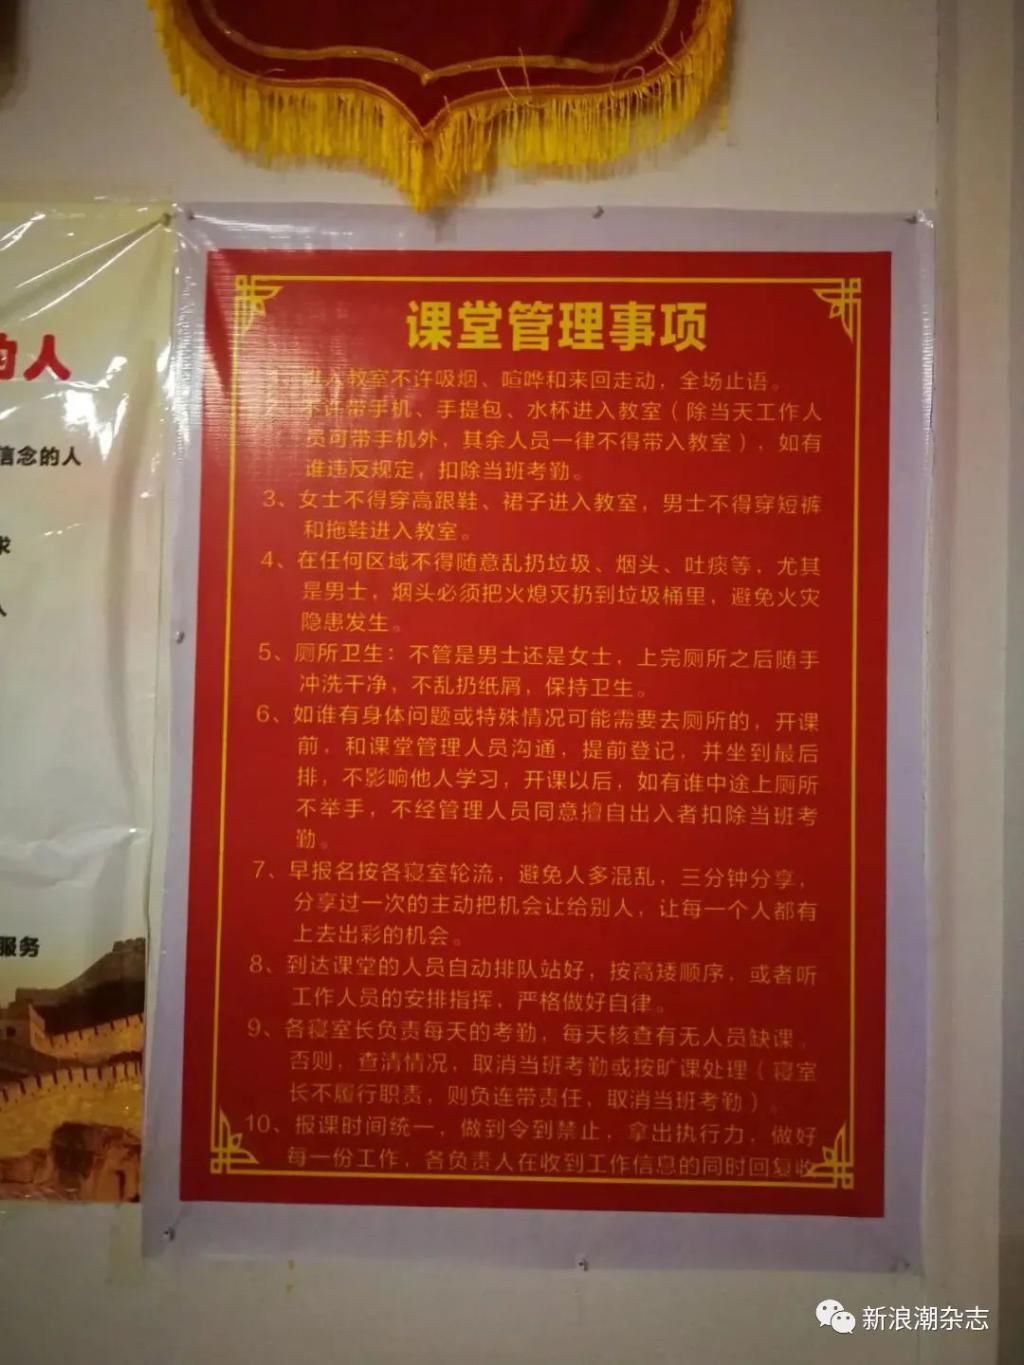 的人
信念的人
求
人
服务
课堂管理事项
1、进入教室不许吸烟、喧哗和来回走动，全场止语。
2、不许带手机、手提包、水杯进入教室（除当天工作人
员可带手机外，其余人员一律不得带入教室），如有
谁违反规定，扣除当班考勤。
3、女士不得穿高跟鞋、裙子进入教室，男士不得穿短裤
和拖鞋进入教室。
4、在任何区域不得随意乱扔垃圾、烟头、吐痰等，尤其
是男士，烟头必须把火熄灭扔到垃圾桶里，避免火灾
隐患发生。
5、厕所卫生：不管是男士还是女士，上完厕所之后随手
冲洗干净，不乱扔纸屑，保持卫生。
6、如谁有身体问题或特殊情况可能需要去厕所的，开课
前，和课堂管理人员沟通，提前登记，并坐到最后
排，不影响他人学习，开课以后，如有谁中途上厕所
不举手，不经管理人员同意擅自出入者扣除当班考
勤。
7、早报名按各寝室轮流，避免人多混乱，三分钟分享，
分享过一次的主动把机会让给别人，让每一个人都有
上去出彩的机会。
8、到达课堂的人员自动排队站好，按高矮顺序，或者听
工作人员的安排指挥，严格做好自律。
9、各寝室长负责每天的考勤，每天核查有无人员缺课。
否则，查清情况，取消当班考勤或按旷课处理（寝室
长不履行职责，则负连带责任，取消当班考勤）。
10、报课时间统一，做到令到禁止，拿出执行力，做好
每一份工作，各负责人在收到工作信息的同时回复收
新浪潮杂志